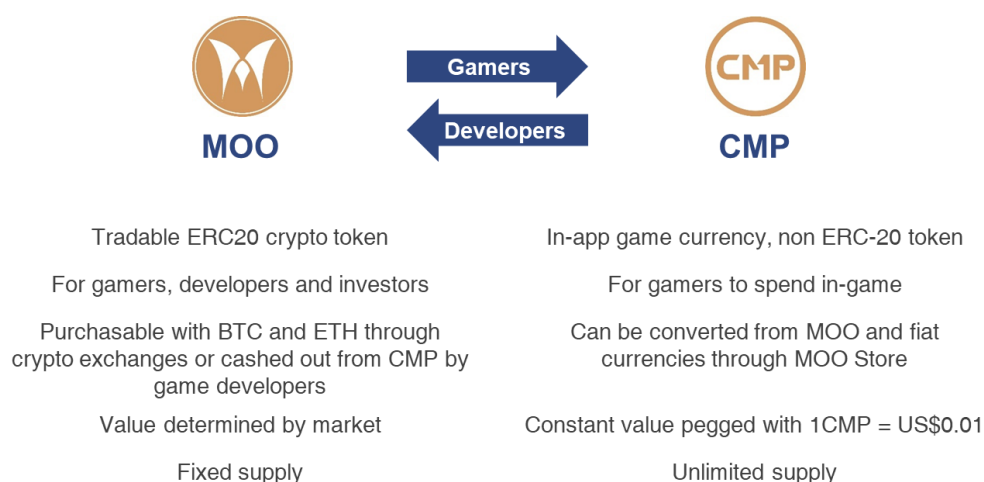 Gamers
CMP
Developers
MOO
CMP
Tradable ERC20 crypto token
In-app game currency, non ERC-20 token
For gamers, developers and investors
For gamers to spend in-game
Purchasable with BTC and ETH through
crypto exchanges or cashed out from CMP by
game developers
Can be converted from MOO and fiat
currencies through MOO Store
Value determined by market
Constant value pegged with 1CMP = US$0.01
Fixed supply
Unlimited supply